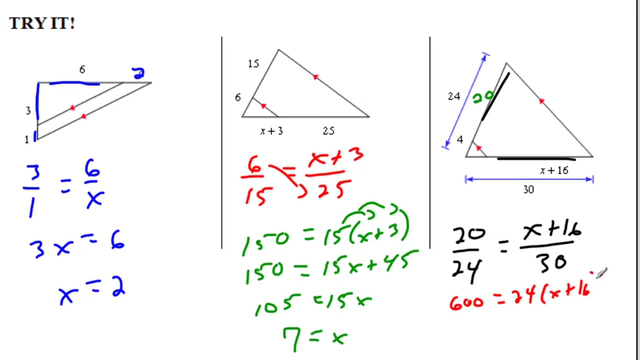 TRY IT!
6 2
3
1
3/1 = 6/x
3x = 6
x = 2
15
6
x + 3 25
6/15 = x+3/25
150 = 15(x+3)
150 = 15x + 45
105 = 15x
7 = x
24 20
4
x + 16
30
20/24 = x+16/30
600 = 24(x+16